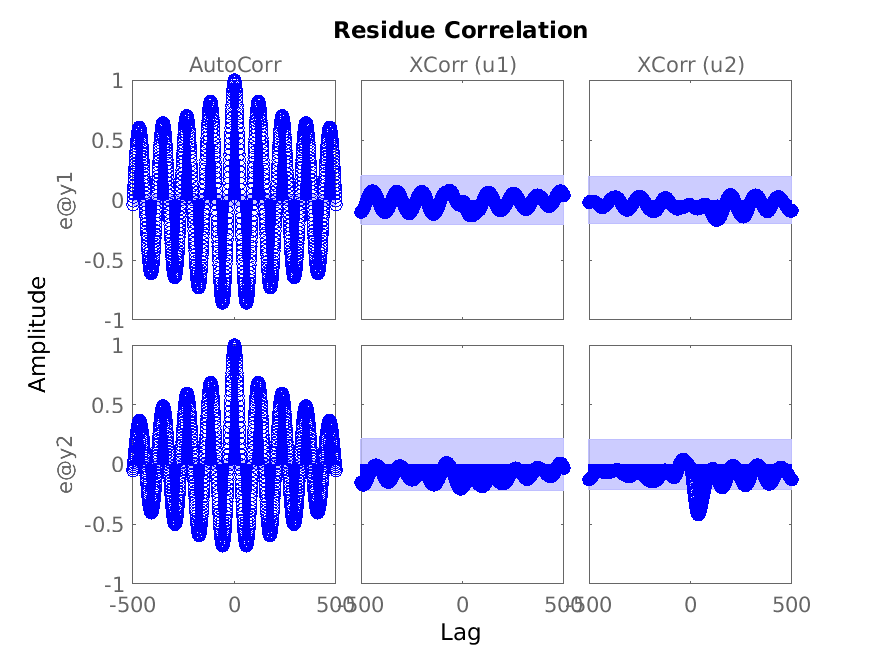 Residue Correlation
AutoCorr
XCorr (u1)
XCorr (u2)
1
0.5
0
-0.5
-1
e@y1
1
0.5
0
-0.5
-1
e@y2
Amplitude
-500 0 500
-500 0 500
-500 0 500
Lag